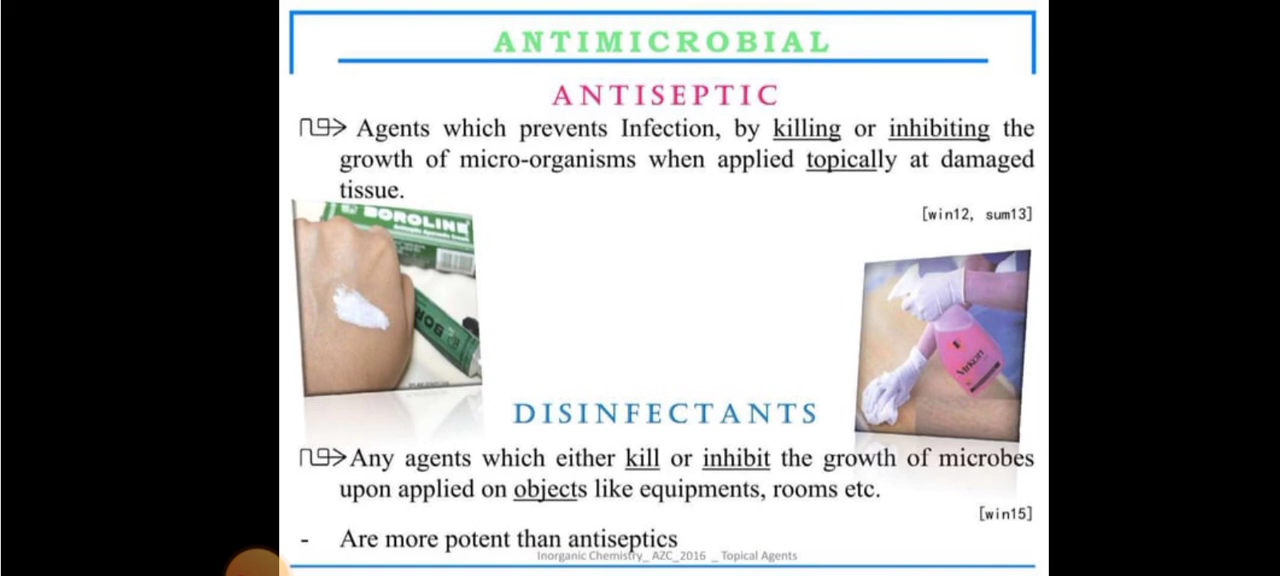 ANTIMICROBIAL
ANTISEPTIC
Agents which prevents Infection, by killing or inhibiting the
growth of micro-organisms when applied topically at damaged
tissue.
[win12, sum13]
BOROLINE
BOR
Virkon
DISINFECTANTS
Any agents which either kill or inhibit the growth of microbes
upon applied on objects like equipments, rooms etc.
[win15]
- Are more potent than antiseptics
Inorganic Chemistry_ AZC_2016 _ Topical Agents